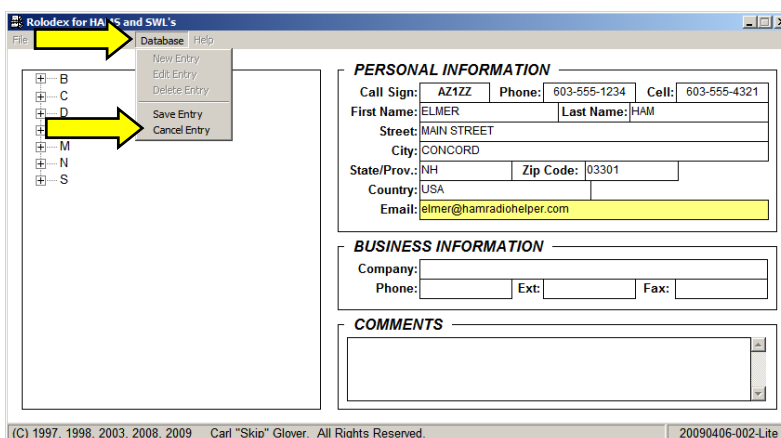 Rolodex for HAMS and SWL's
File Database Help
New Entry
Edit Entry
Delete Entry
Save Entry
Cancel Entry
B
C
D
M
N
S
PERSONAL INFORMATION
Call Sign: AZ1ZZ Phone: 603-555-1234 Cell: 603-555-4321
First Name: ELMER Last Name: HAM
Street: MAIN STREET
City: CONCORD
State/Prov.: NH Zip Code: 03301
Country: USA
Email: elmer@hamradiohelper.com
BUSINESS INFORMATION
Company:
Phone: Ext: Fax:
COMMENTS
(C) 1997, 1998, 2003, 2008, 2009 Carl "Skip" Glover, All Rights Reserved. 20090406-002-Lite